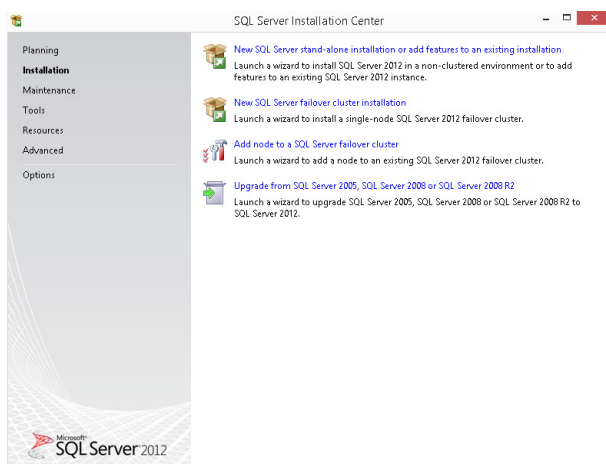 SQL Server Installation Center
Planning
Installation
Maintenance
Tools
Resources
Advanced
Options
New SQL Server stand-alone installation or add features to an existing installation
Launch a wizard to install SQL Server 2012 in a non-clustered environment or to add
features to an existing SQL Server 2012 instance.
New SQL Server failover cluster installation
Launch a wizard to install a single-node SQL Server 2012 failover cluster.
Add node to a SQL Server failover cluster
Launch a wizard to add a node to an existing SQL Server 2012 failover cluster.
Upgrade from SQL Server 2005, SQL Server 2008 or SQL Server 2008 R2
Launch a wizard to upgrade SQL Server 2005, SQL Server 2008 or SQL Server 2008 R2 to
SQL Server 2012.
Microsoft
SQL Server 2012